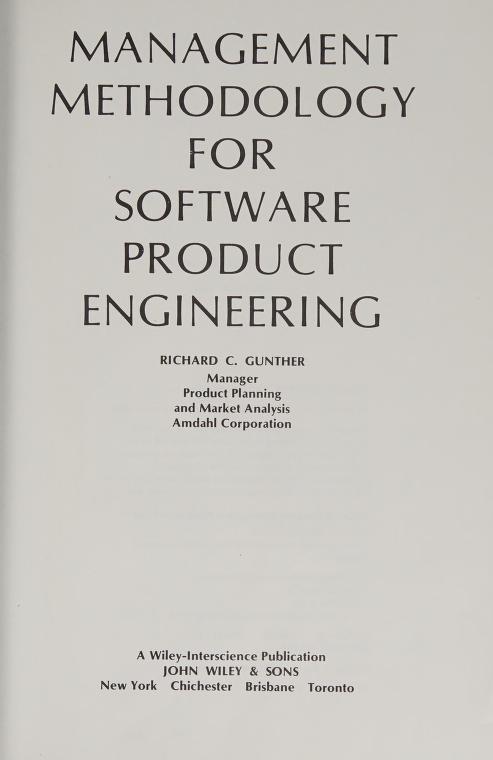 MANAGEMENT
METHODOLOGY
FOR
SOFTWARE
PRODUCT
ENGINEERING
RICHARD C. GUNTHER
Manager
Product Planning
and Market Analysis
Amdahl Corporation
A Wiley-Interscience Publication
JOHN WILEY & SONS
New York Chichester Brisbane Toronto